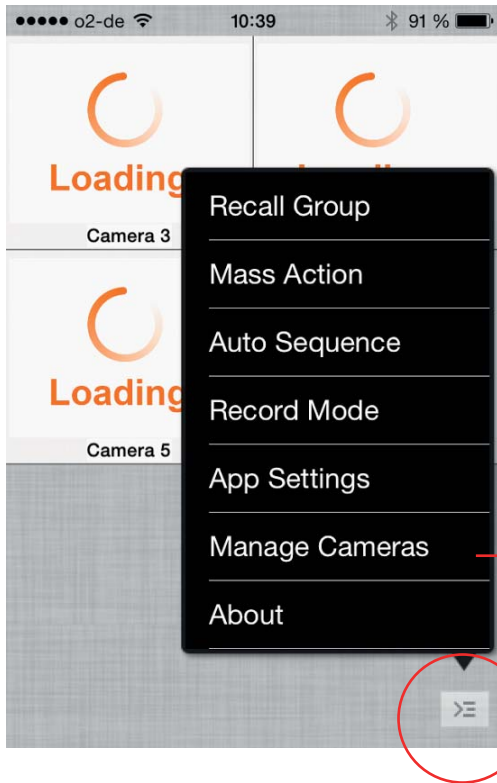 o2-de 10:39 91 %
Loading
Camera 3
Loading
Camera 5
Recall Group
Mass Action
Auto Sequence
Record Mode
App Settings
Manage Cameras
About